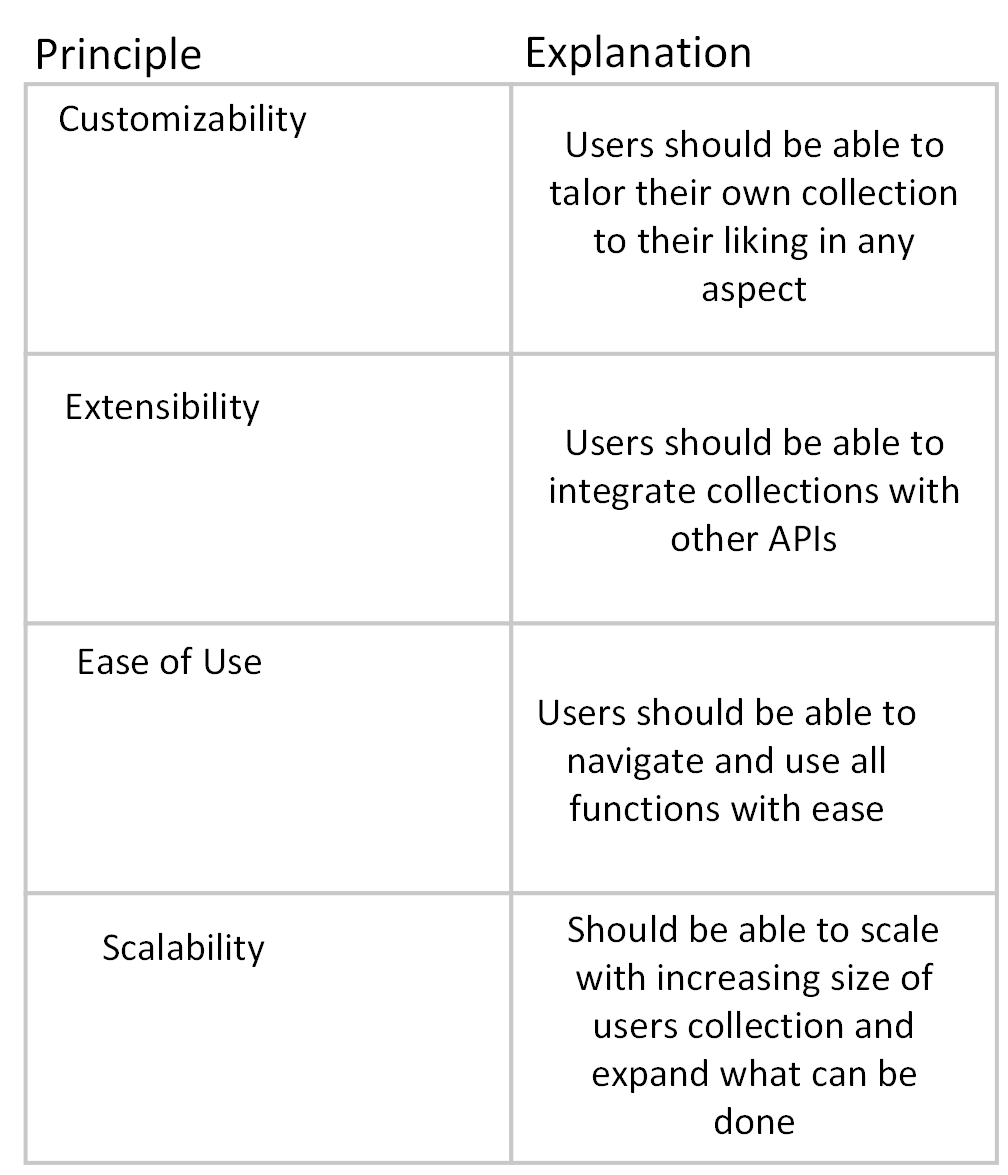 Principle
Explanation
Customizability
Users should be able to
talor their own collection
to their liking in any
aspect
Extensibility
Users should be able to
integrate collections with
other APIs
Ease of Use
Users should be able to
navigate and use all
functions with ease
Scalability
Should be able to scale
with increasing size of
users collection and
expand what can be
done